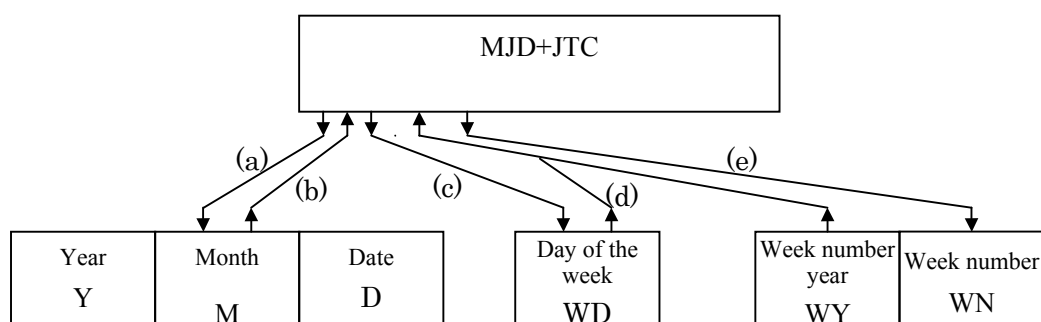 MJD+JTC
(a)
(b)
(c)
(d)
(e)
Year
Y
Month
M
Date
D
Day of the
week
WD
Week number
year
WY
Week number
WN